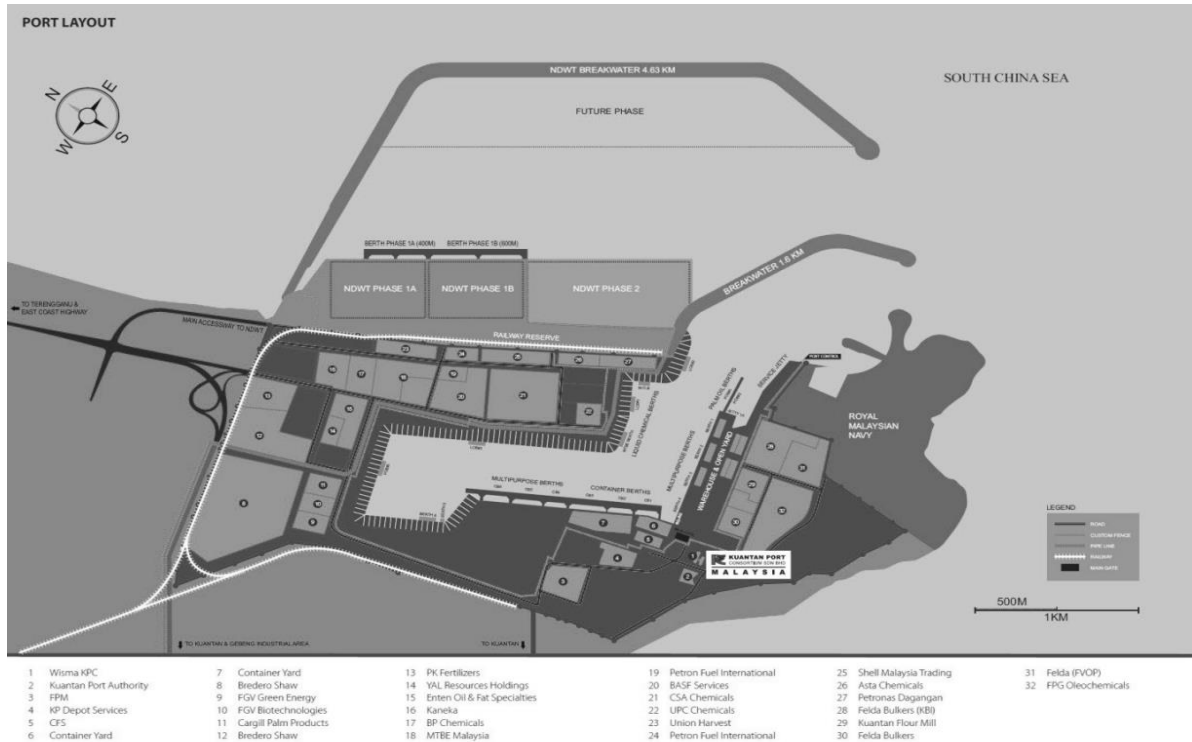 PORT LAYOUT
N
E
W
S
NDWT BREAKWATER 4.63 KM
SOUTH CHINA SEA
FUTURE PHASE
BERTH PHASE 1A (400M)
BERTH PHASE 1B (600M)
BREAKWATER 1.6 KM
NDWT PHASE 1A
NDWT PHASE 1B
NDWT PHASE 2
TO TERENGGANU &
EAST COAST HIGHWAY
MAIN ACCESSWAY TO NDWT
RAILWAY RESERVE
PORT CONTROL
SERVICE JETTY
PALM OIL BERTHS
LIQUID CHEMICAL BERTHS
ROYAL
MALAYSIAN
NAVY
MULTIPURPOSE BERTHS
WAREHOUSE & OPEN YARD
MULTIPURPOSE BERTHS
CONTAINER BERTHS
KUANTAN PORT
CONSORTIUM SDN BHD
MALAYSIA
LEGEND
ROAD
CUSTOM FENCE
PIPE LINE
RAILWAY
MAIN GATE
500M
1KM
TO KUANTAN & GEBENG INDUSTRIAL AREA
TO KUANTAN
1 Wisma KPC
2 Kuantan Port Authority
3 FPM
4 KP Depot Services
5 CFS
6 Container Yard
7 Container Yard
8 Bredero Shaw
9 FGV Green Energy
10 FGV Biotechnologies
11 Cargill Palm Products
12 Bredero Shaw
13 PK Fertilizers
14 YAL Resources Holdings
15 Enten Oil & Fat Specialties
16 Kaneka
17 BP Chemicals
18 MTBE Malaysia
19 Petron Fuel International
20 BASF Services
21 CSA Chemicals
22 UPC Chemicals
23 Union Harvest
24 Petron Fuel International
25 Shell Malaysia Trading
26 Asta Chemicals
27 Petronas Dagangan
28 Felda Bulkers (KBI)
29 Kuantan Flour Mill
30 Felda Bulkers
31 Felda (FVOP)
32 FPG Oleochemicals